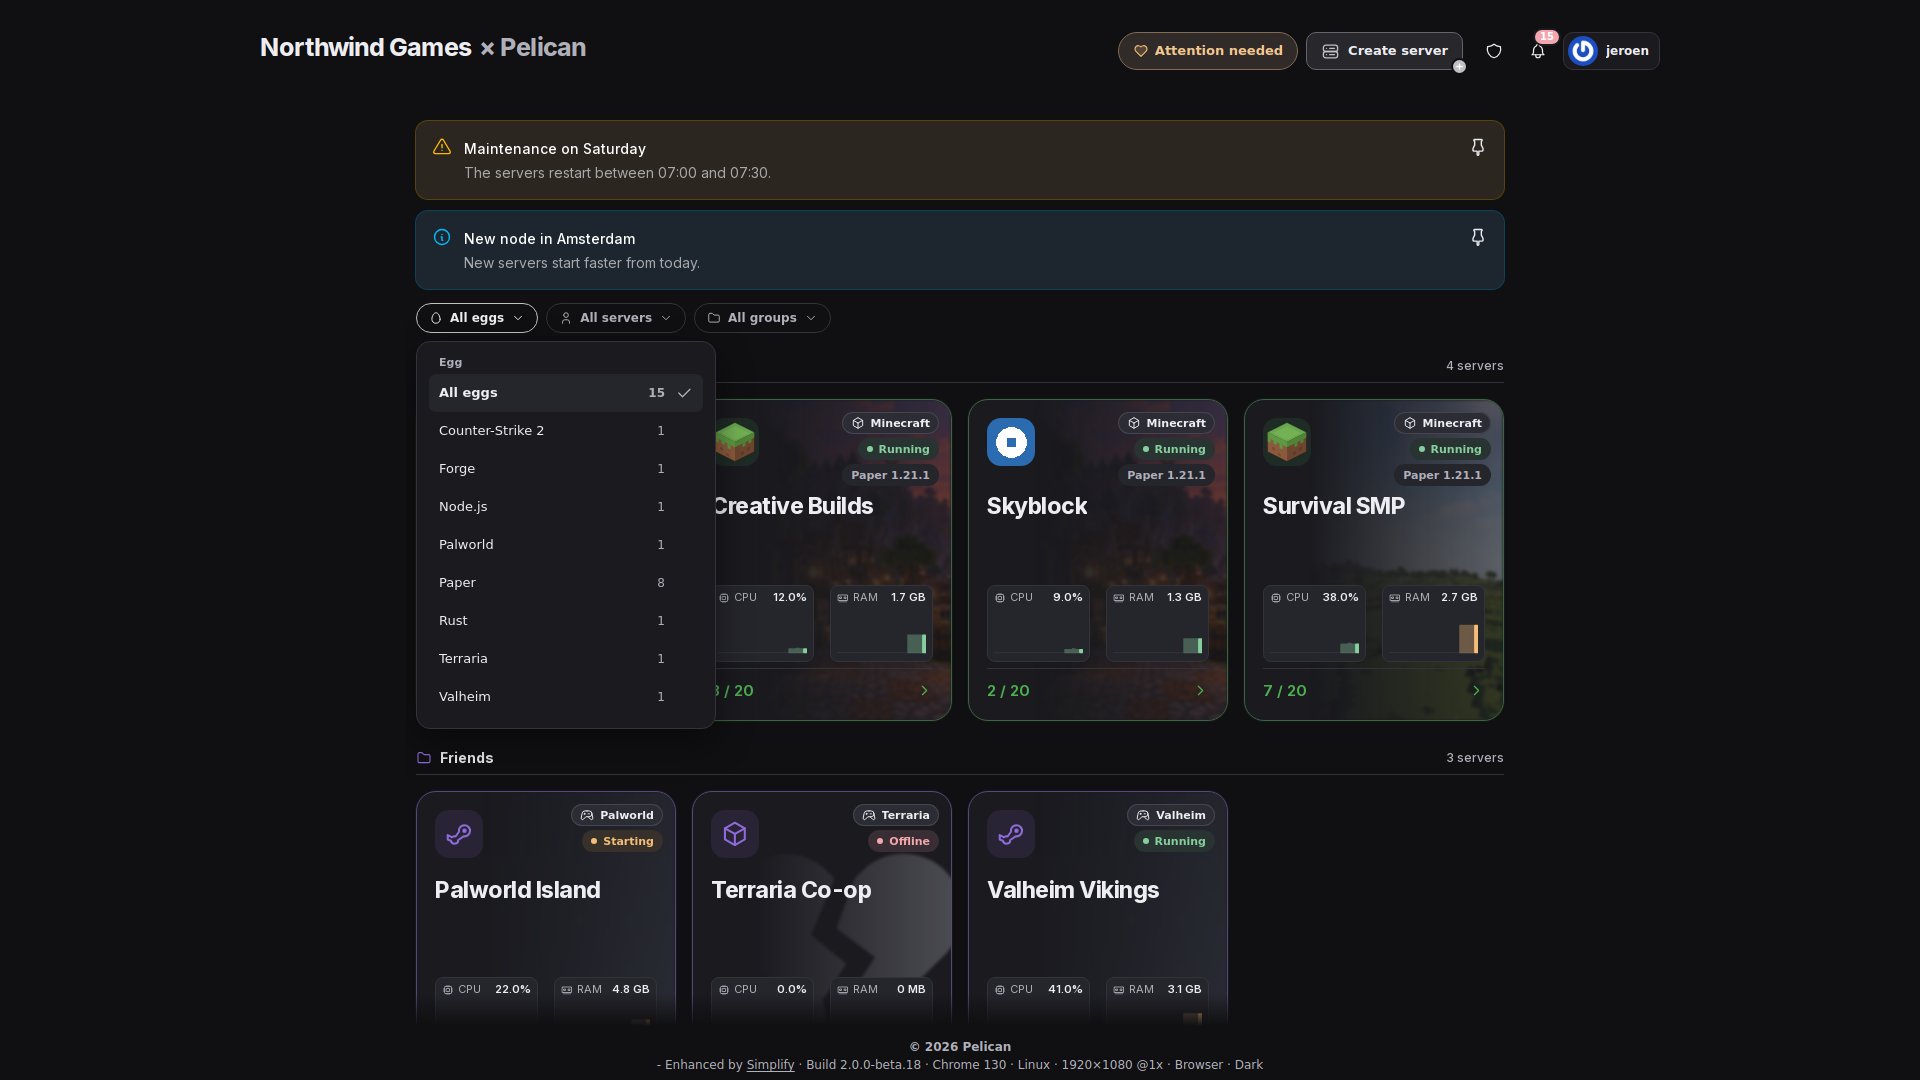 Northwind Games × Pelican
Attention needed
Create server
15
jeroen
Maintenance on Saturday
The servers restart between 07:00 and 07:30.
New node in Amsterdam
New servers start faster from today.
All eggs
All servers
All groups
4 servers
Egg
All eggs 15
Counter-Strike 2 1
Forge 1
Node.js 1
Palworld 1
Paper 8
Rust 1
Terraria 1
Valheim 1
Minecraft
Running
Paper 1.21.1
Creative Builds
CPU 12.0%
RAM 1.7 GB
3 / 20
Minecraft
Running
Paper 1.21.1
Skyblock
CPU 9.0%
RAM 1.3 GB
2 / 20
Minecraft
Running
Paper 1.21.1
Survival SMP
CPU 38.0%
RAM 2.7 GB
7 / 20
Friends
3 servers
Palworld
Starting
Palworld Island
CPU 22.0%
RAM 4.8 GB
Terraria
Offline
Terraria Co-op
CPU 0.0%
RAM 0 MB
Valheim
Running
Valheim Vikings
CPU 41.0%
RAM 3.1 GB
© 2026 Pelican
- Enhanced by Simplify · Build 2.0.0-beta.18 · Chrome 130 · Linux · 1920×1080 @1x · Browser · Dark